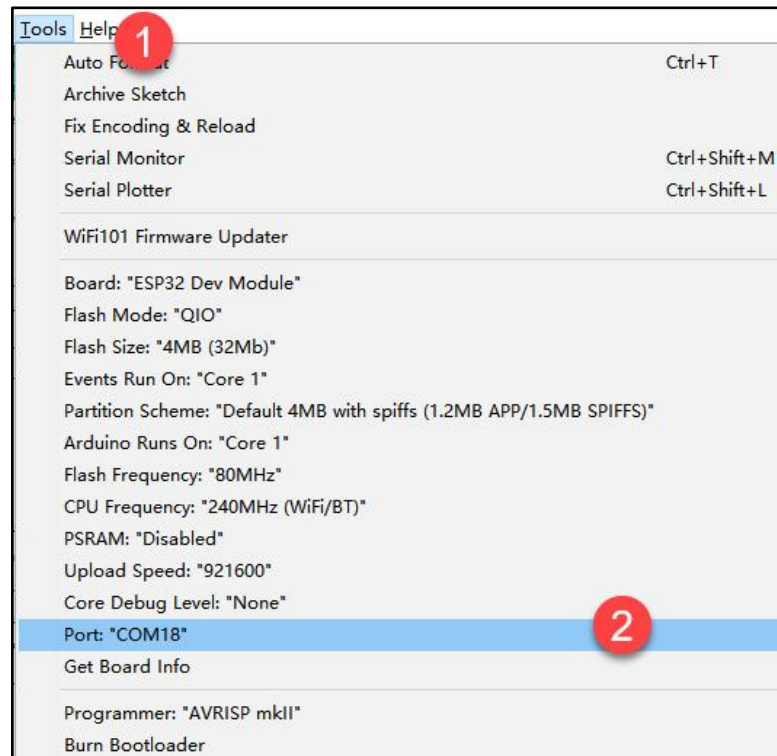 Tools Help
1
Auto Format Ctrl+T
Archive Sketch
Fix Encoding & Reload
Serial Monitor Ctrl+Shift+M
Serial Plotter Ctrl+Shift+L
WiFi101 Firmware Updater
Board: "ESP32 Dev Module"
Flash Mode: "QIO"
Flash Size: "4MB (32Mb)"
Events Run On: "Core 1"
Partition Scheme: "Default 4MB with spiffs (1.2MB APP/1.5MB SPIFFS)"
Arduino Runs On: "Core 1"
Flash Frequency: "80MHz"
CPU Frequency: "240MHz (WiFi/BT)"
PSRAM: "Disabled"
Upload Speed: "921600"
Core Debug Level: "None"
Port: "COM18" 2
Get Board Info
Programmer: "AVRISP mkII"
Burn Bootloader